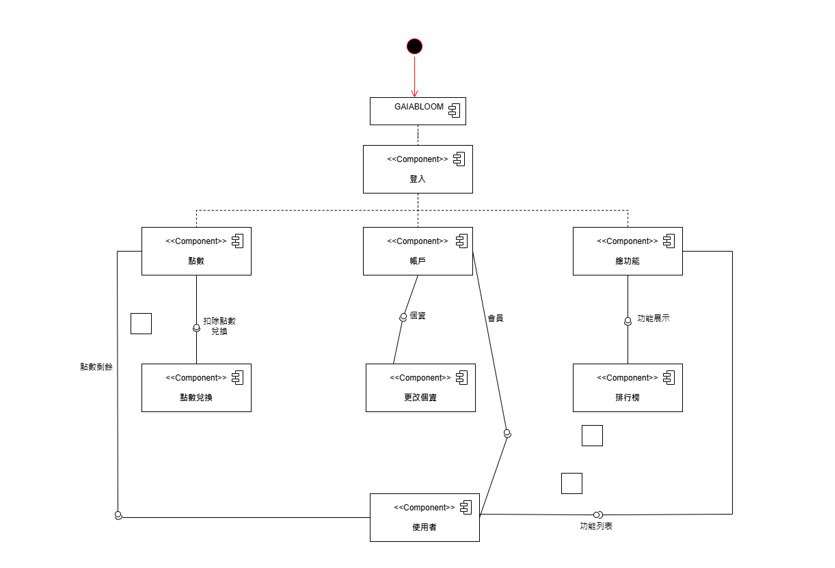 GAIABLOOM
<<Component>>
登入
<<Component>>
點數
<<Component>>
帳戶
<<Component>>
總功能
扣除點數
兌換
個資
會員
功能展示
點數剩餘
<<Component>>
點數兌換
<<Component>>
更改個資
<<Component>>
排行榜
<<Component>>
使用者
功能列表